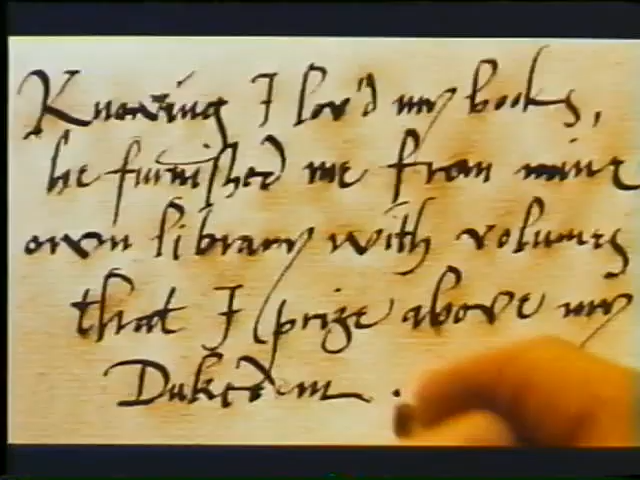 Knowing I lov'd my books,
he furnished me from mine
own library with volumes
that I prize above my
Dukedom.